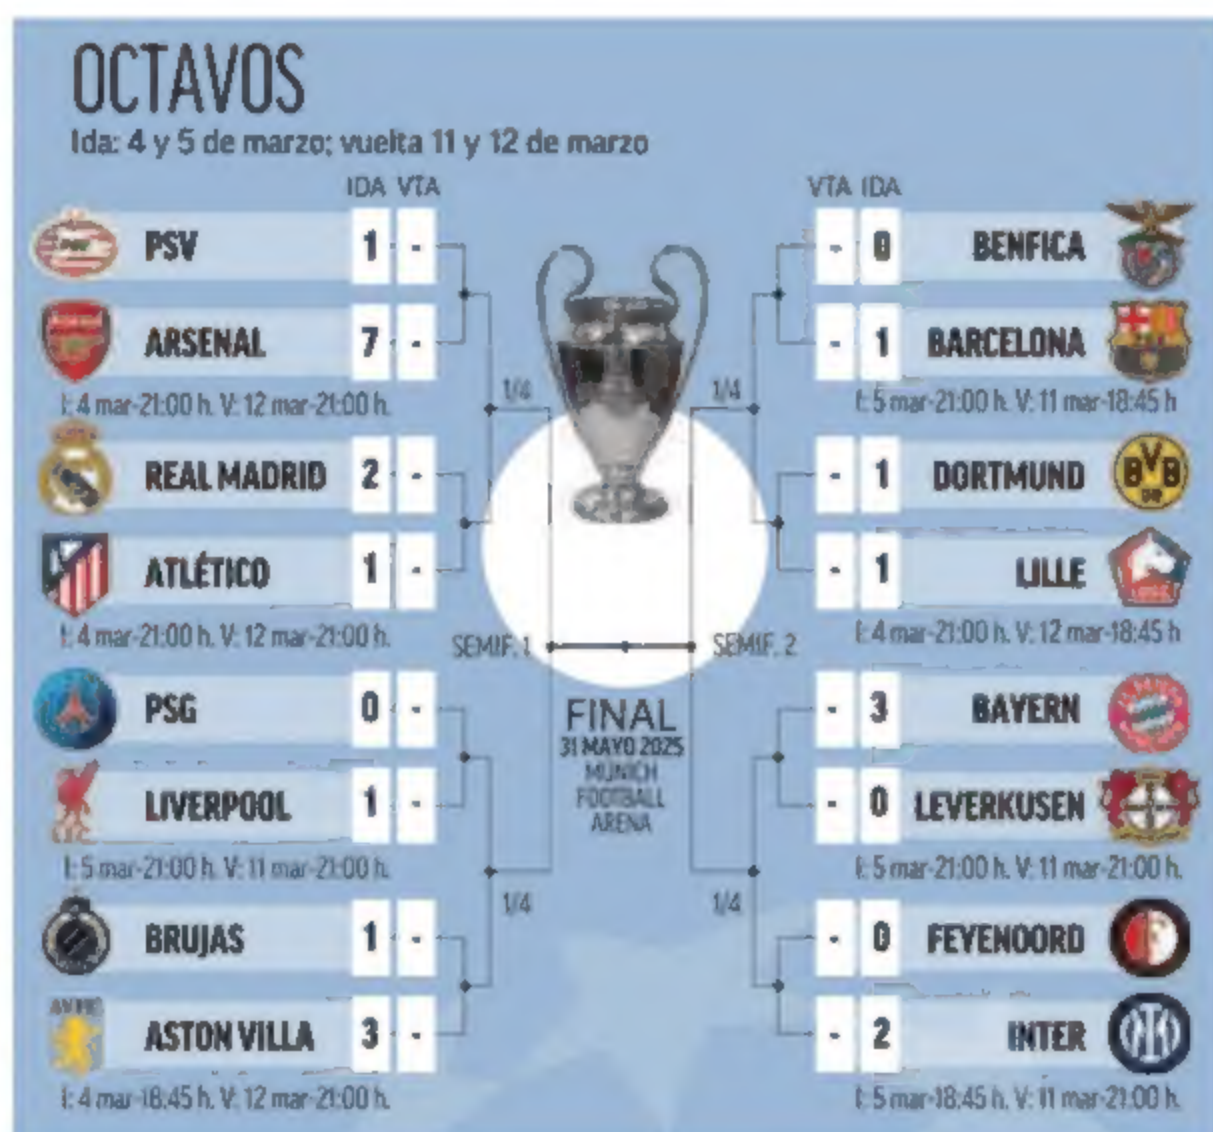 OCTAVOS
Ida: 4 y 5 de marzo; vuelta 11 y 12 de marzo
IDA VTA
PSV 1 -
ARSENAL 7 -
I: 4 mar-21:00 h. V: 12 mar-21:00 h.
REAL MADRID 2 -
ATLÉTICO 1 -
I: 4 mar-21:00 h. V: 12 mar-21:00 h.
PSG 0 -
LIVERPOOL 1 -
I: 5 mar-21:00 h. V: 11 mar-21:00 h.
BRUJAS 1 -
ASTON VILLA 3 -
I: 4 mar-18:45 h. V: 12 mar-21:00 h.
1/4
1/4
SEMIF. 1
SEMIF. 2
FINAL
31 MAYO 2025
MÚNICH
FOOTBALL
ARENA
1/4
1/4
VTA IDA
- 0 BENFICA
- 1 BARCELONA
I: 5 mar-21:00 h. V: 11 mar-18:45 h
- 1 DORTMUND
BVB
09
- 1 LILLE
LOSC
I: 4 mar-21:00 h. V: 12 mar-18:45 h
- 3 BAYERN
- 0 LEVERKUSEN
I: 5 mar-21:00 h. V: 11 mar-21:00 h.
- 0 FEYENOORD
- 2 INTER
I: 5 mar-18:45 h. V: 11 mar-21:00 h.